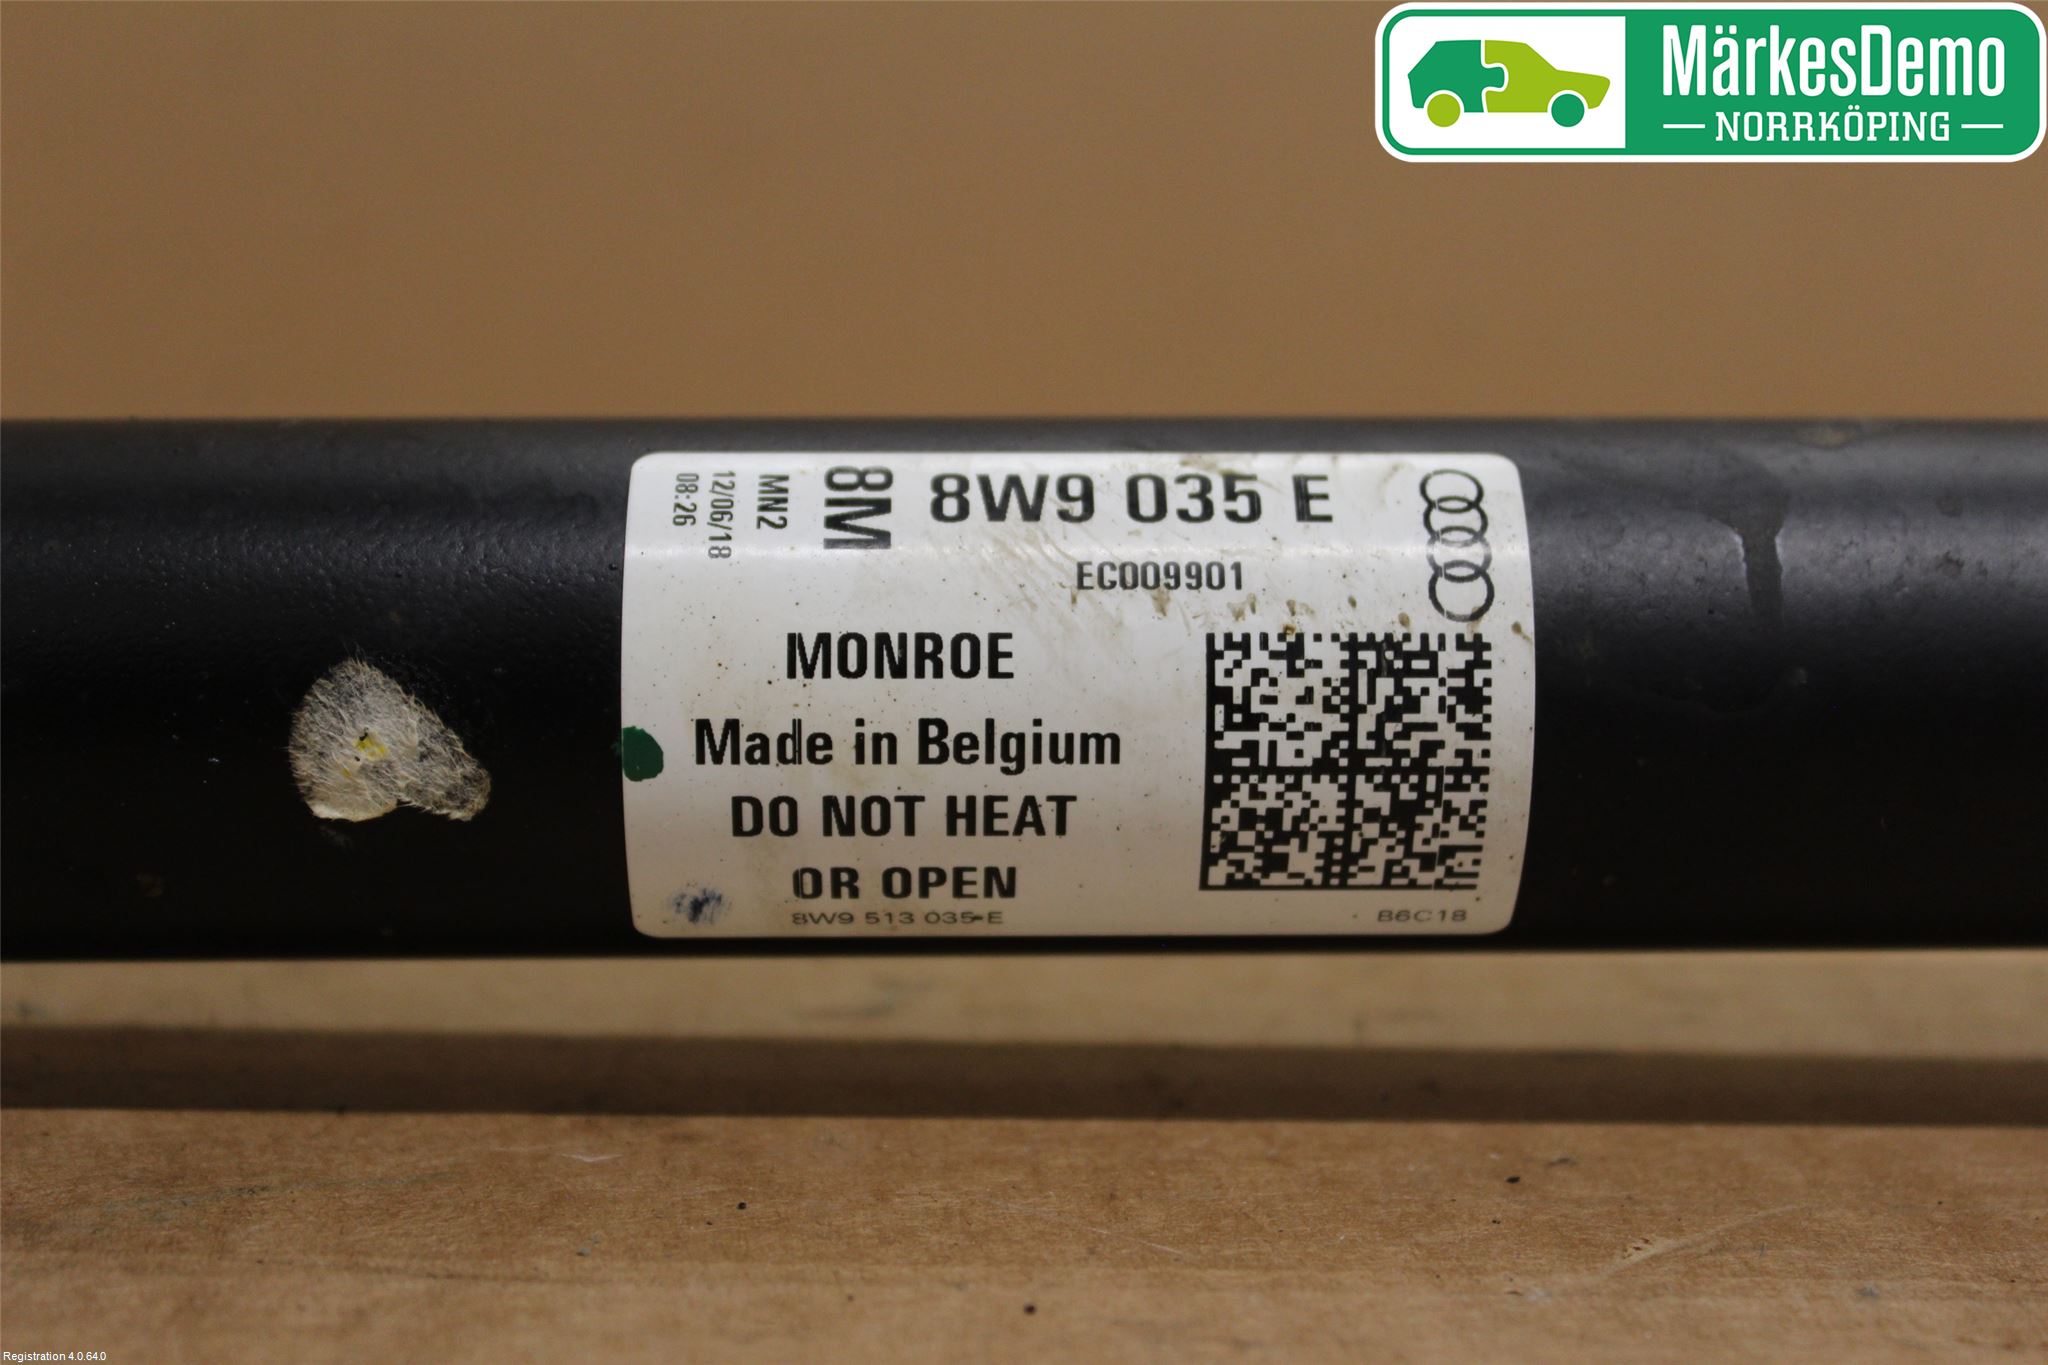 MärkesDemo
NORRKÖPING
8M 8W9 035 E
MN2
12/06/18
08:26
EC009901
MONROE
Made in Belgium
DO NOT HEAT
OR OPEN
8W9 513 035 E
B6C18
Registration 4.0.64.0